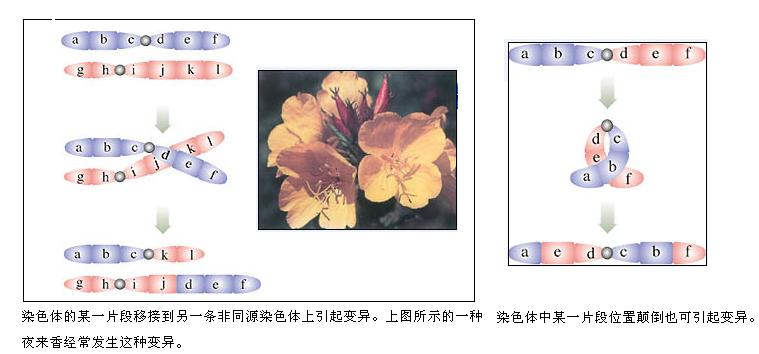 a b c d e f
g h i j k l
a b c d e f
g h i j k l
a b c k l
g h i j d e f
染色体的某一片段移接到另一条非同源染色体上引起变异。上图所示的一种
夜来香经常发生这种变异。
a b c d e f
d c
e b
a f
a e d c b f
染色体中某一片段位置颠倒也可引起变异。